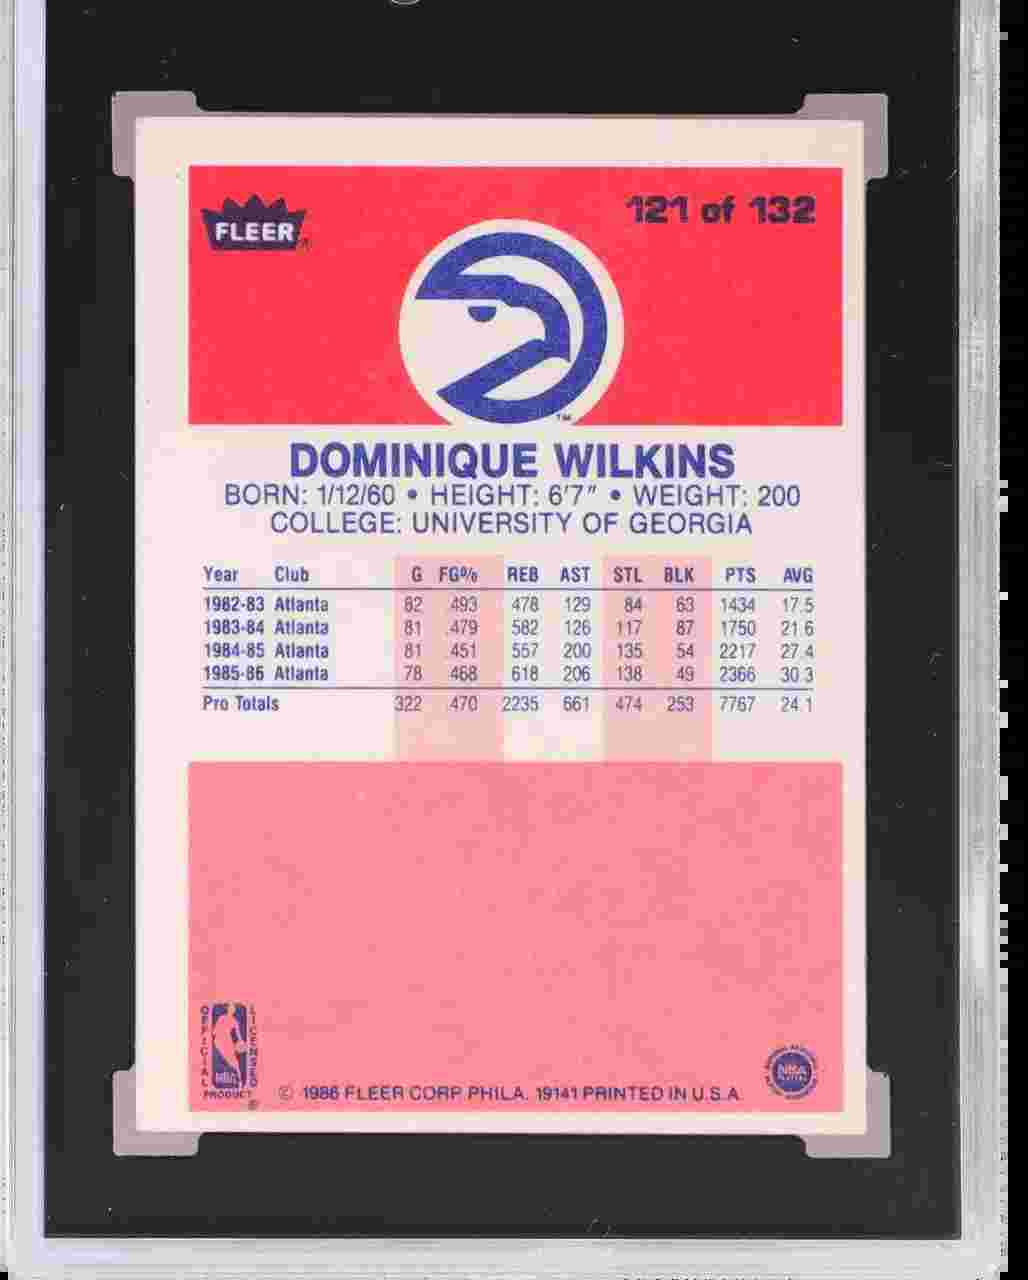 121 of 132
FLEER®
TM
DOMINIQUE WILKINS
BORN: 1/12/60 • HEIGHT: 6'7" • WEIGHT: 200
COLLEGE: UNIVERSITY OF GEORGIA
Year Club G FG% REB AST STL BLK PTS AVG
1982-83 Atlanta 82 .493 478 129 84 63 1434 17.5
1983-84 Atlanta 81 .479 582 126 117 87 1750 21.6
1984-85 Atlanta 81 .451 557 200 135 54 2217 27.4
1985-86 Atlanta 78 .468 618 206 138 49 2366 30.3
Pro Totals 322 .470 2235 661 474 253 7767 24.1
OFFICIAL LICENSED
NBA
PRODUCT ®
© 1986 FLEER CORP PHILA. 19141 PRINTED IN U.S.A.
NBA
PLAYERS